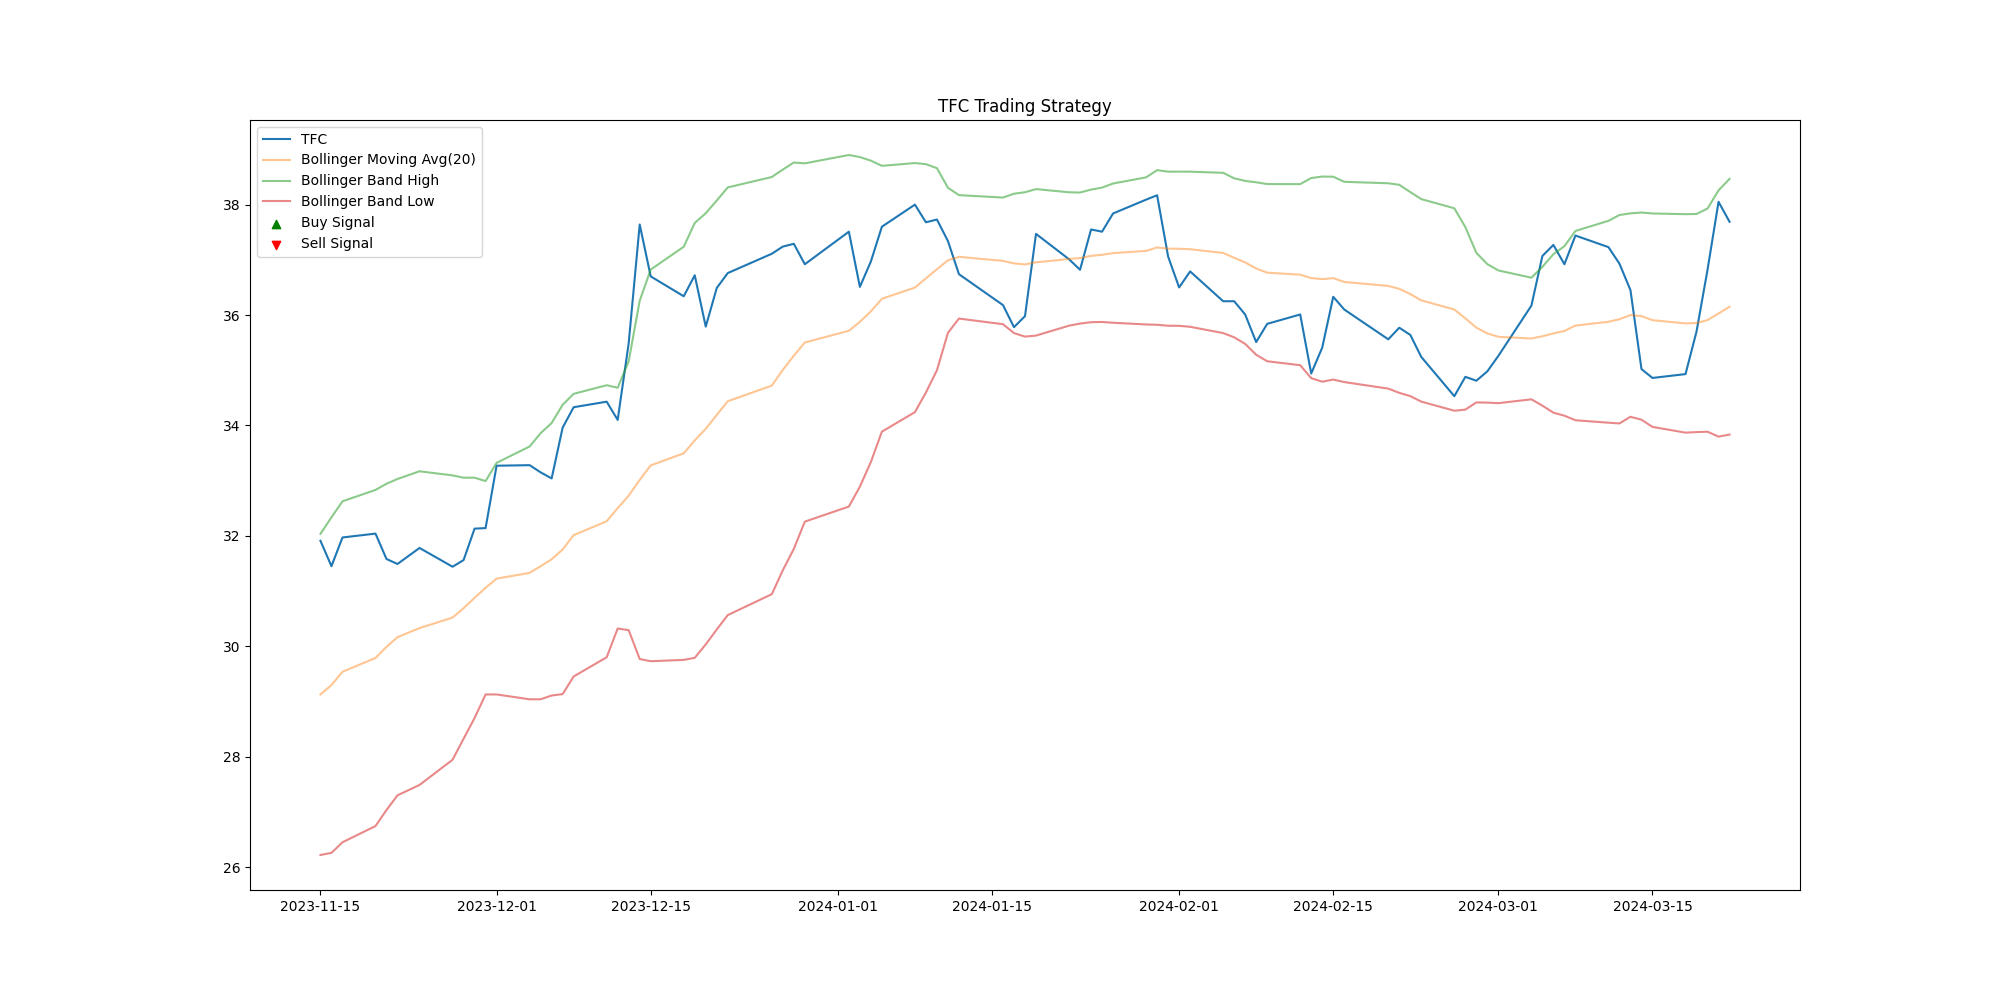 TFC Trading Strategy
TFC
Bollinger Moving Avg(20)
Bollinger Band High
Bollinger Band Low
Buy Signal
Sell Signal
38
36
34
32
30
28
26
2023-11-15 2023-12-01 2023-12-15 2024-01-01 2024-01-15 2024-02-01 2024-02-15 2024-03-01 2024-03-15